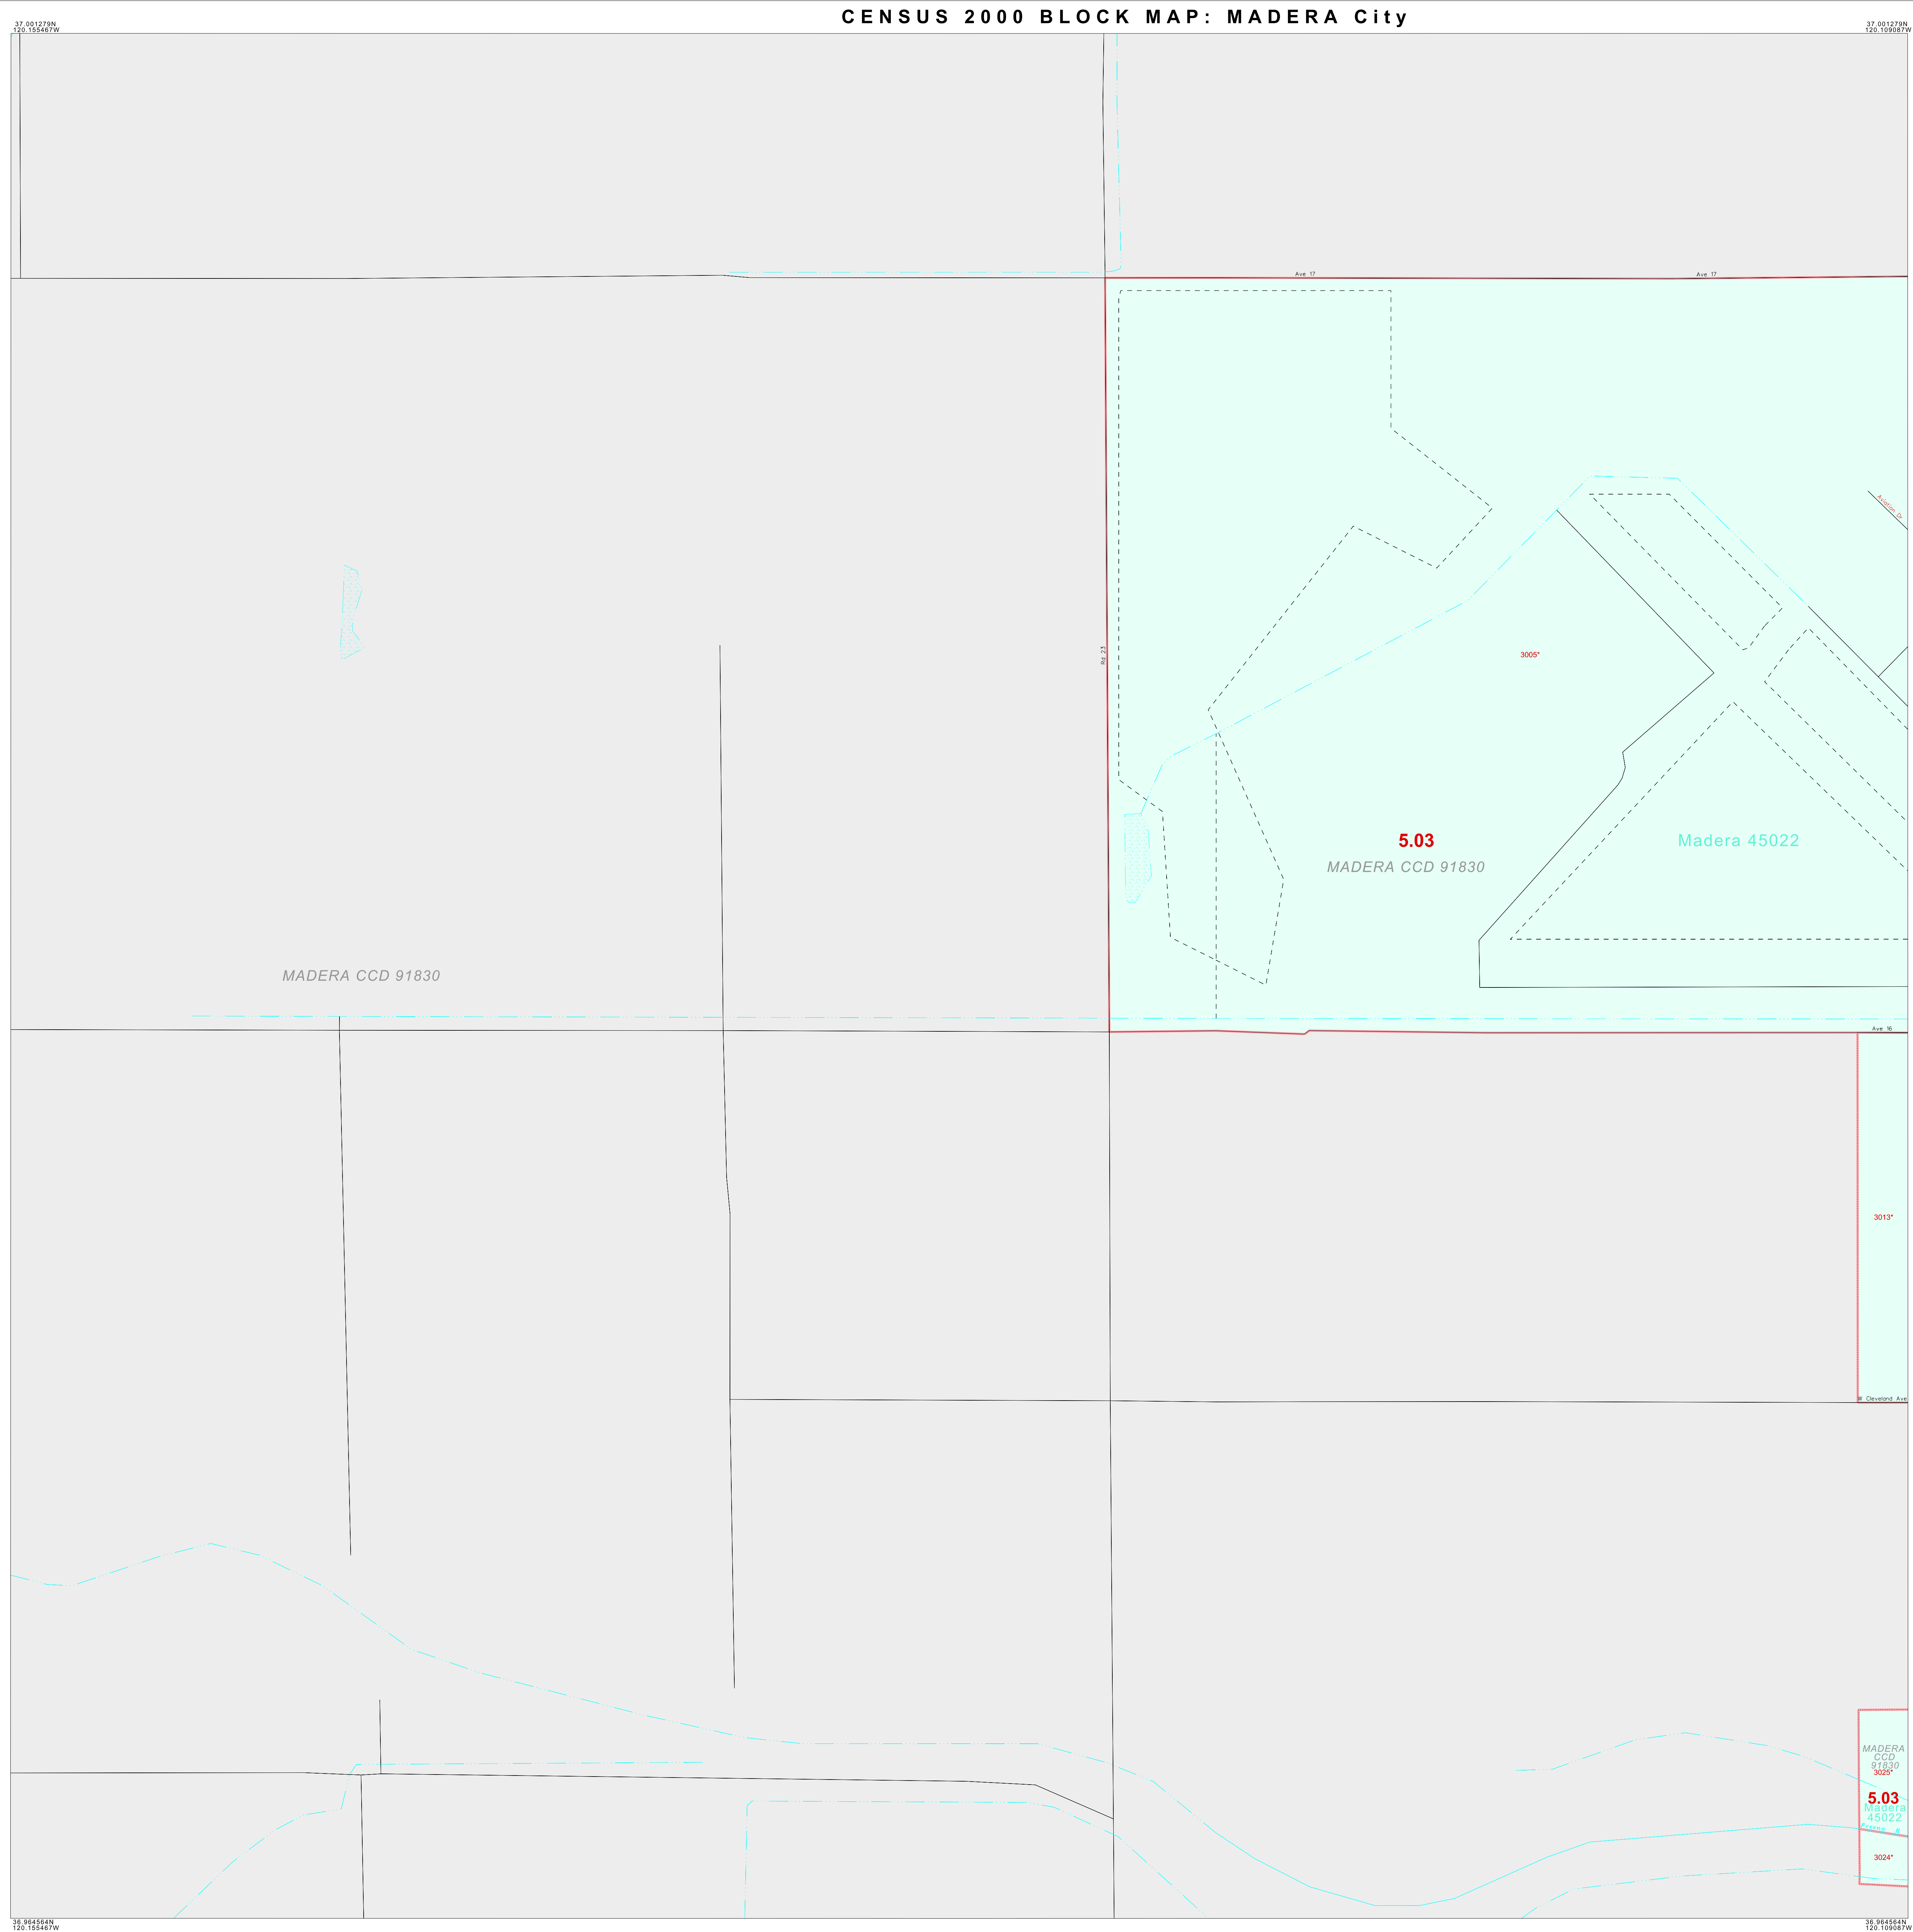 CENSUS 2000 BLOCK MAP: MADERA City
37.001279N
120.155467W
37.001279N
120.109087W
Ave 17
Ave 17
Aviation Dr
Rd 23
3005*
5.03
Madera 45022
MADERA CCD 91830
MADERA CCD 91830
Ave 16
3013*
W Cleveland Ave
MADERA
CCD
91830
3025*
5.03
Madera
45022
3024*
36.964564N
120.155467W
36.964564N
120.109087W